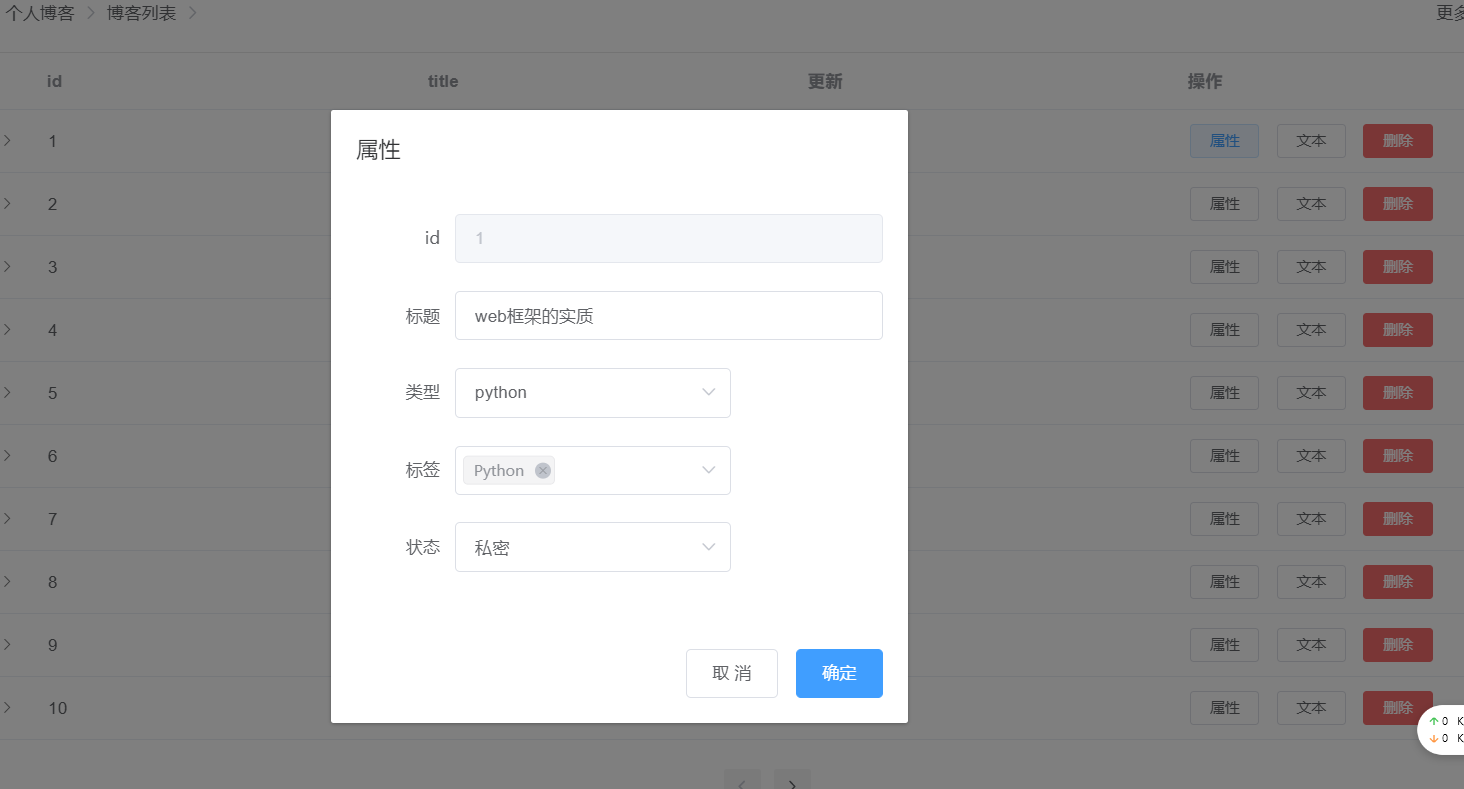 个人博客 > 博客列表 >
更多
id title 更新 操作
1 属性 文本 删除
2 属性 文本 删除
3 属性 文本 删除
4 属性 文本 删除
5 属性 文本 删除
6 属性 文本 删除
7 属性 文本 删除
8 属性 文本 删除
9 属性 文本 删除
10 属性 文本 删除
属性
id 1
标题 web框架的实质
类型 python
标签 Python
状态 私密
取 消 确定
↑0 K
↓0 K